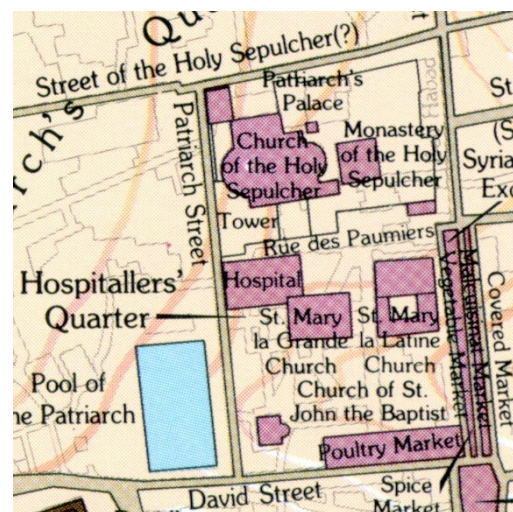 Qu
Street of the Holy Sepulcher(?)
Patriarch's
Palace
Habad
St
rch's
Patriarch Street
Church
of the Holy
Sepulcher
Monastery
of the Holy
Sepulcher
(S
Syria
Exc
Tower
Rue des Paumiers
Hospitallers'
Quarter
Hospital
St. Mary
la Grande
Church
St. Mary
la Latine
Church
Vegetable Market
Malcuisinat Market
Covered Market
Pool of
he Patriarch
Church of St.
John the Baptist
Poultry Market
David Street
Spice
Market